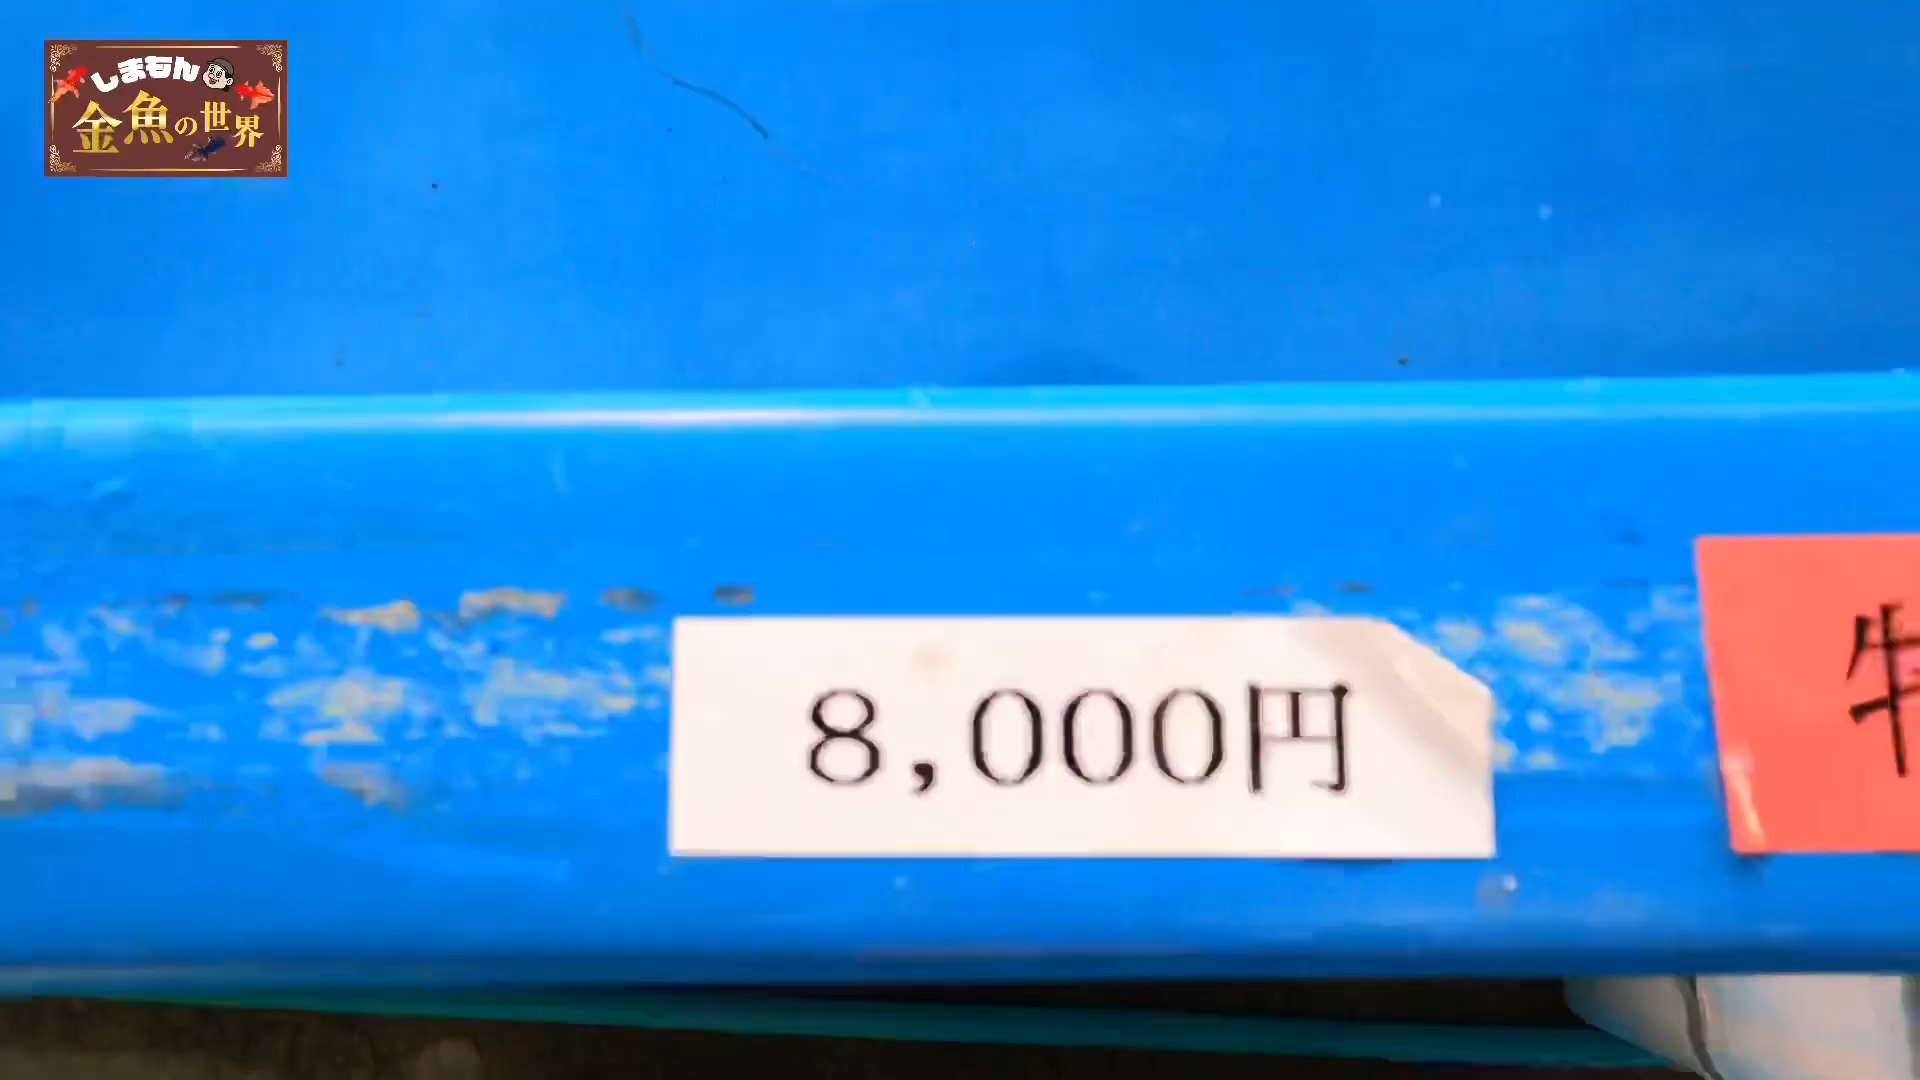 しまもん
金魚の世界
8,000円